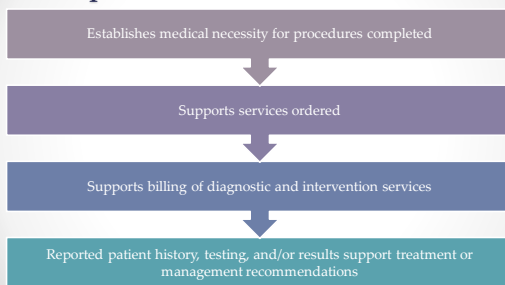 Establishes medical necessity for procedures completed
Supports services ordered
Supports billing of diagnostic and intervention services
Reported patient history, testing, and/or results support treatment or
management recommendations